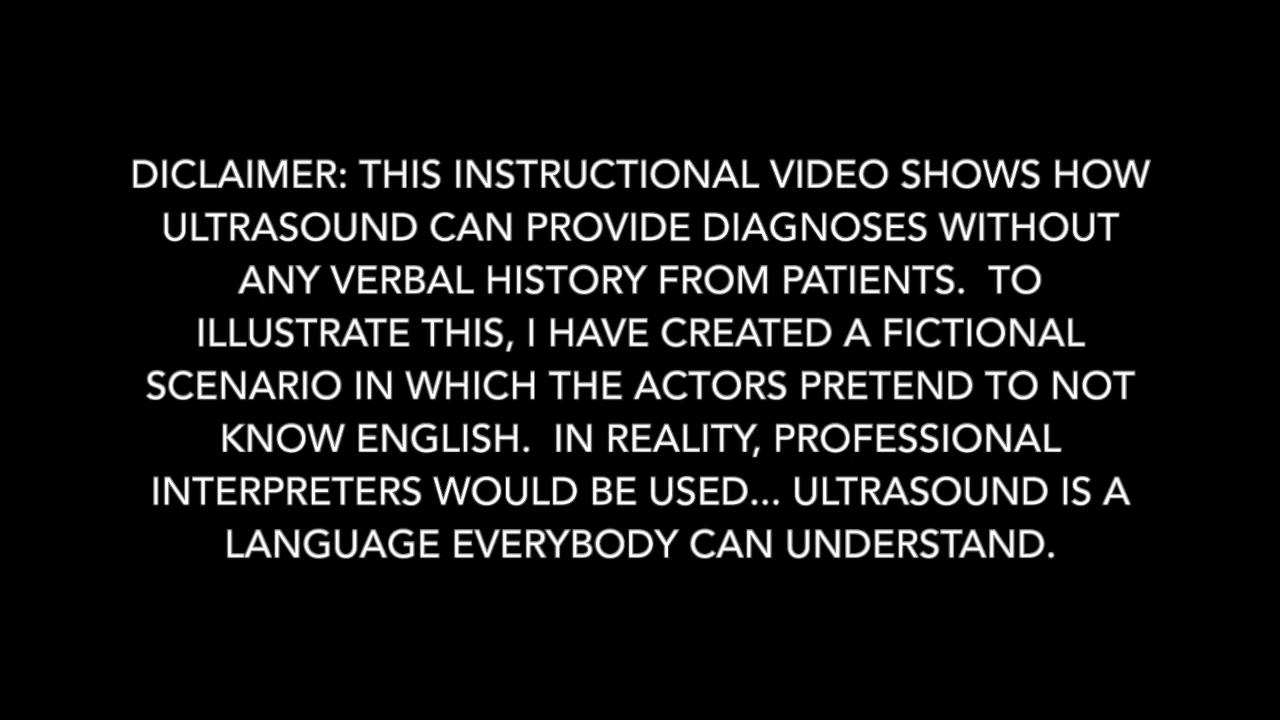 DICLAIMER: THIS INSTRUCTIONAL VIDEO SHOWS HOW
ULTRASOUND CAN PROVIDE DIAGNOSES WITHOUT
ANY VERBAL HISTORY FROM PATIENTS.  TO
ILLUSTRATE THIS, I HAVE CREATED A FICTIONAL
SCENARIO IN WHICH THE ACTORS PRETEND TO NOT
KNOW ENGLISH.  IN REALITY, PROFESSIONAL
INTERPRETERS WOULD BE USED... ULTRASOUND IS A
LANGUAGE EVERYBODY CAN UNDERSTAND.